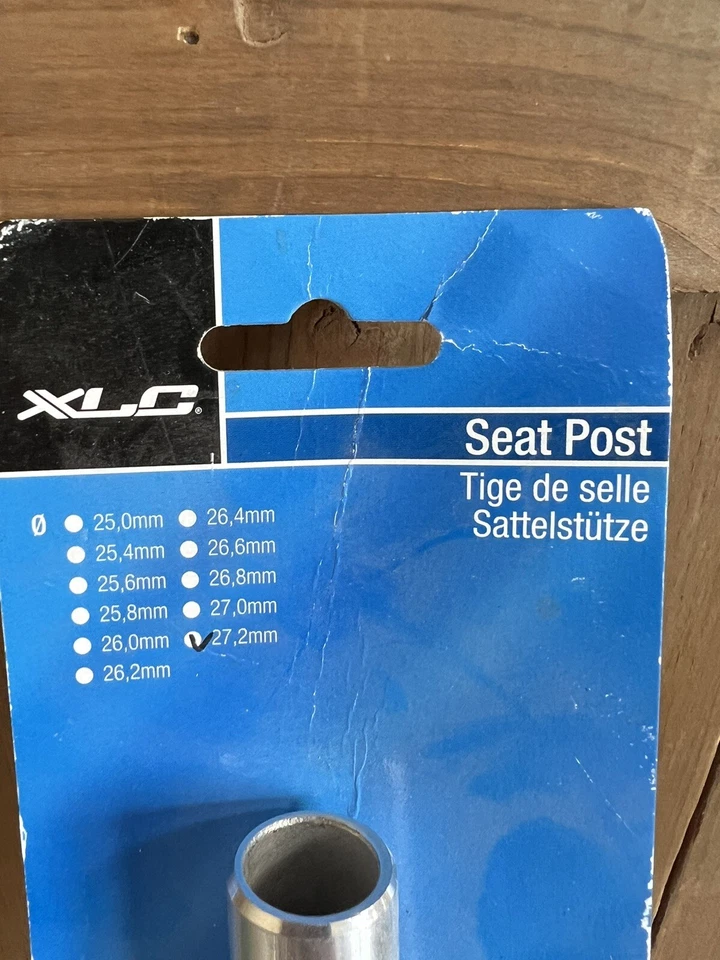 XLC®
Seat Post
Tige de selle
Sattelstütze
Ø 25,0mm 26,4mm
25,4mm 26,6mm
25,6mm 26,8mm
25,8mm 27,0mm
26,0mm 27,2mm
26,2mm